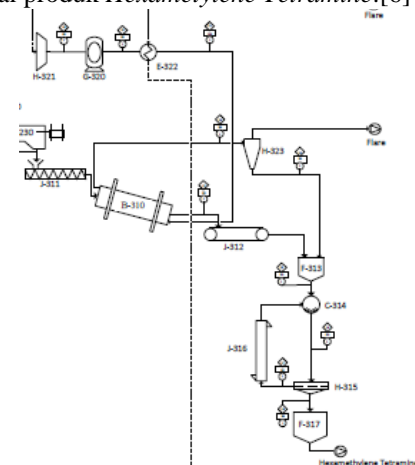 al produk Hexametylene Tetramine.[6]
Flare
H-321
G-320
E-322
230
H-323
Flare
J-311
B-310
J-312
F-313
C-314
J-316
H-315
F-317
Hexamethylene Tetramine